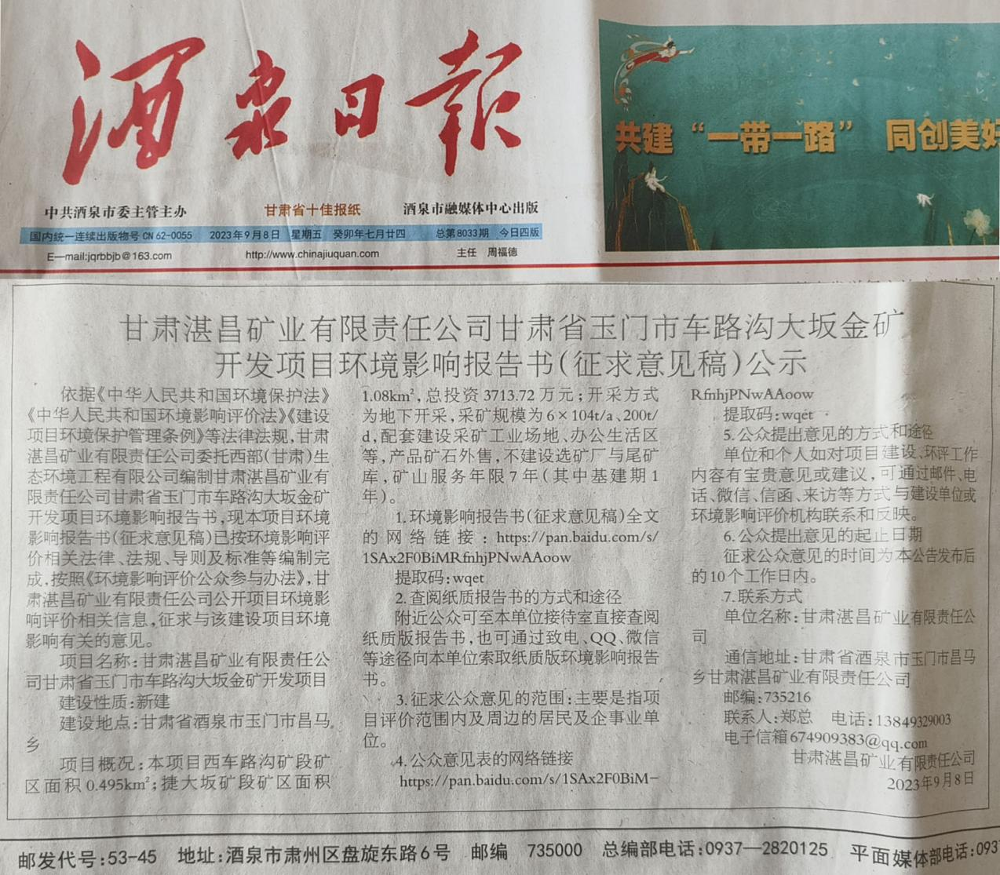 酒泉日報
共建“一带一路” 同创美好
中共酒泉市委主管主办 甘肃省十佳报纸 酒泉市融媒体中心出版
国内统一连续出版物号 CN 62-0055 2023年9月8日 星期五 癸卯年七月廿四 总第8033期 今日四版
E—mail:jqrbbjb@163.com http://www.chinajiuquan.com 主任 周福德
甘肃湛昌矿业有限责任公司甘肃省玉门市车路沟大坂金矿
开发项目环境影响报告书(征求意见稿)公示
依据《中华人民共和国环境保护法》
《中华人民共和国环境影响评价法》《建设
项目环境保护管理条例》等法律法规,甘肃
湛昌矿业有限责任公司委托西部(甘肃)生
态环境工程有限公司编制甘肃湛昌矿业有
限责任公司甘肃省玉门市车路沟大坂金矿
开发项目环境影响报告书,现本项目环境
影响报告书(征求意见稿)已按环境影响评
价相关法律、法规、导则及标准等编制完
成,按照《环境影响评价公众参与办法》,甘
肃湛昌矿业有限责任公司公开项目环境影
响评价相关信息,征求与该建设项目环境
影响有关的意见。
项目名称:甘肃湛昌矿业有限责任公
司甘肃省玉门市车路沟大坂金矿开发项目
建设性质:新建
建设地点:甘肃省酒泉市玉门市昌马
乡
项目概况:本项目西车路沟矿段矿
区面积0.495km²;捷大坂矿段矿区面积
1.08km²,总投资3713.72万元;开采方式
为地下开采,采矿规模为6×104t/a、200t/
d,配套建设采矿工业场地、办公生活区
等,产品矿石外售,不建设选矿厂与尾矿
库,矿山服务年限7年(其中基建期1
年)。
1.环境影响报告书(征求意见稿)全文
的网络链接:https://pan.baidu.com/s/
1SAx2F0BiMRfnhjPNwAAoow
提取码:wqet
2.查阅纸质报告书的方式和途径
附近公众可至本单位接待室直接查阅
纸质版报告书,也可通过致电、QQ、微信
等途径向本单位索取纸质版环境影响报告
书。
3.征求公众意见的范围:主要是指项
目评价范围内及周边的居民及企事业单
位。
4.公众意见表的网络链接
https://pan.baidu.com/s/1SAx2F0BiM-
RfnhjPNwAAoow
提取码:wqet
5.公众提出意见的方式和途径
单位和个人如对项目建设、环评工作
内容有宝贵意见或建议,可通过邮件、电
话、微信、信函、来访等方式与建设单位或
环境影响评价机构联系和反映。
6.公众提出意见的起止日期
征求公众意见的时间为本公告发布后
的10个工作日内。
7.联系方式
单位名称:甘肃湛昌矿业有限责任公
司
通信地址:甘肃省酒泉市玉门市昌马
乡甘肃湛昌矿业有限责任公司
邮编:735216
联系人:郑总 电话:13849329003
电子信箱674909383@qq.com
甘肃湛昌矿业有限责任公司
2023年9月8日
邮发代号:53-45 地址:酒泉市肃州区盘旋东路6号 邮编 735000 总编部电话:0937—2820125 平面媒体部电话:0937